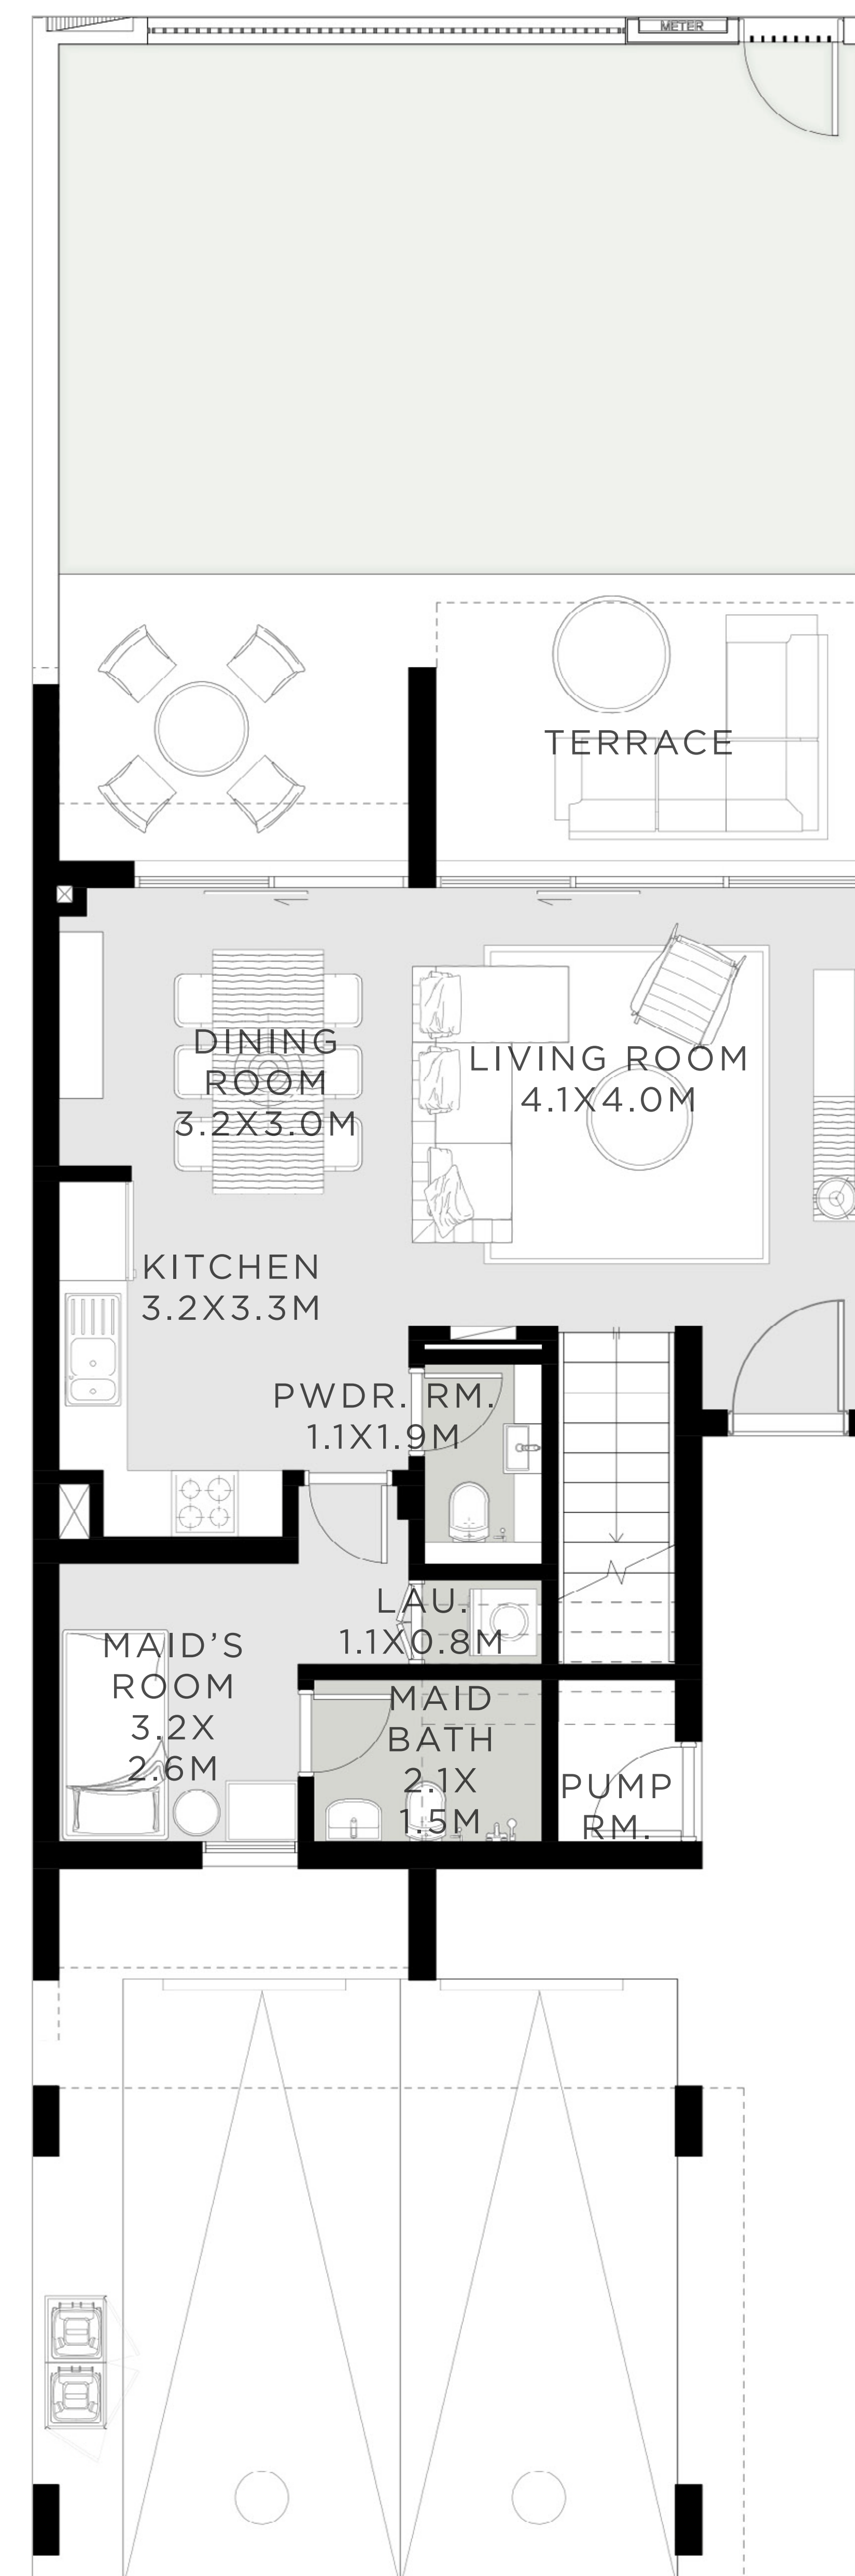 METER
TERRACE
DINING
ROOM
3.2X3.0M
LIVING ROOM
4.1X4.0M
KITCHEN
3.2X3.3M
PWDR. RM.
1.1X1.9M
LAU.
1.1X0.8M
MAID'S
ROOM
3.2X
2.6M
MAID
BATH
2.1X
1.5M
PUMP
RM.